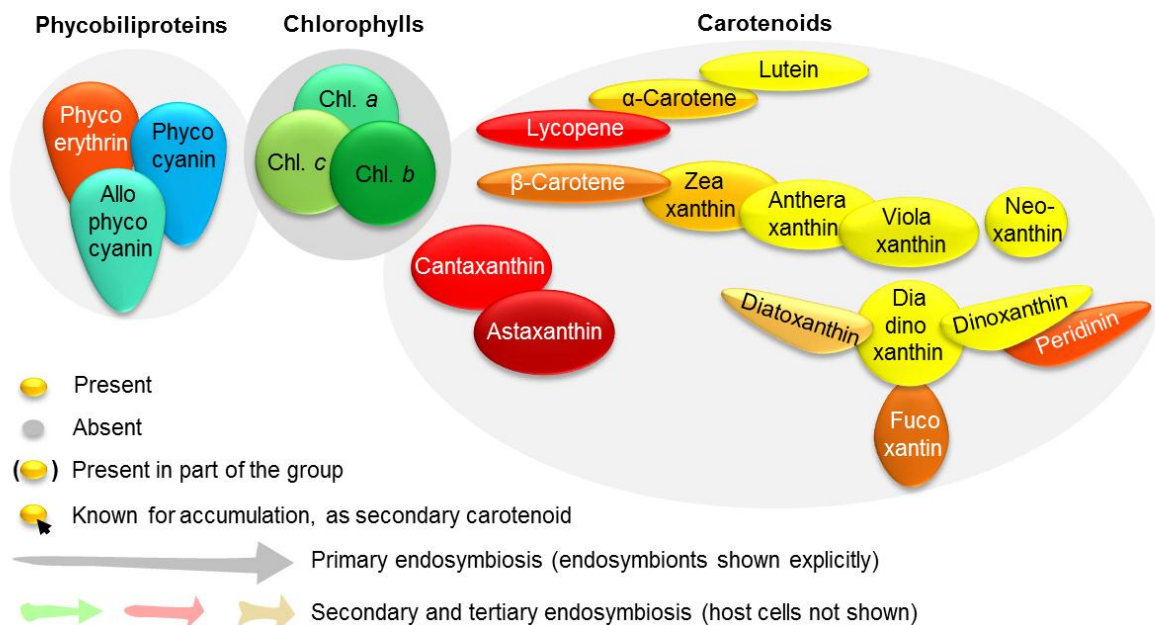 Phycobiliproteins
Chlorophylls
Carotenoids
Phyco
erythrin
Phyco
cyanin
Allo
phyco
cyanin
Chl. a
Chl. c
Chl. b
Lutein
α-Carotene
Lycopene
β-Carotene
Zea
xanthin
Anthera
xanthin
Viola
xanthin
Neo-
xanthin
Cantaxanthin
Astaxanthin
Diatoxanthin
Dia
dino
xanthin
Dinoxanthin
Peridinin
Fuco
xantin
Present
Absent
( ) Present in part of the group
Known for accumulation, as secondary carotenoid
Primary endosymbiosis (endosymbionts shown explicitly)
Secondary and tertiary endosymbiosis (host cells not shown)